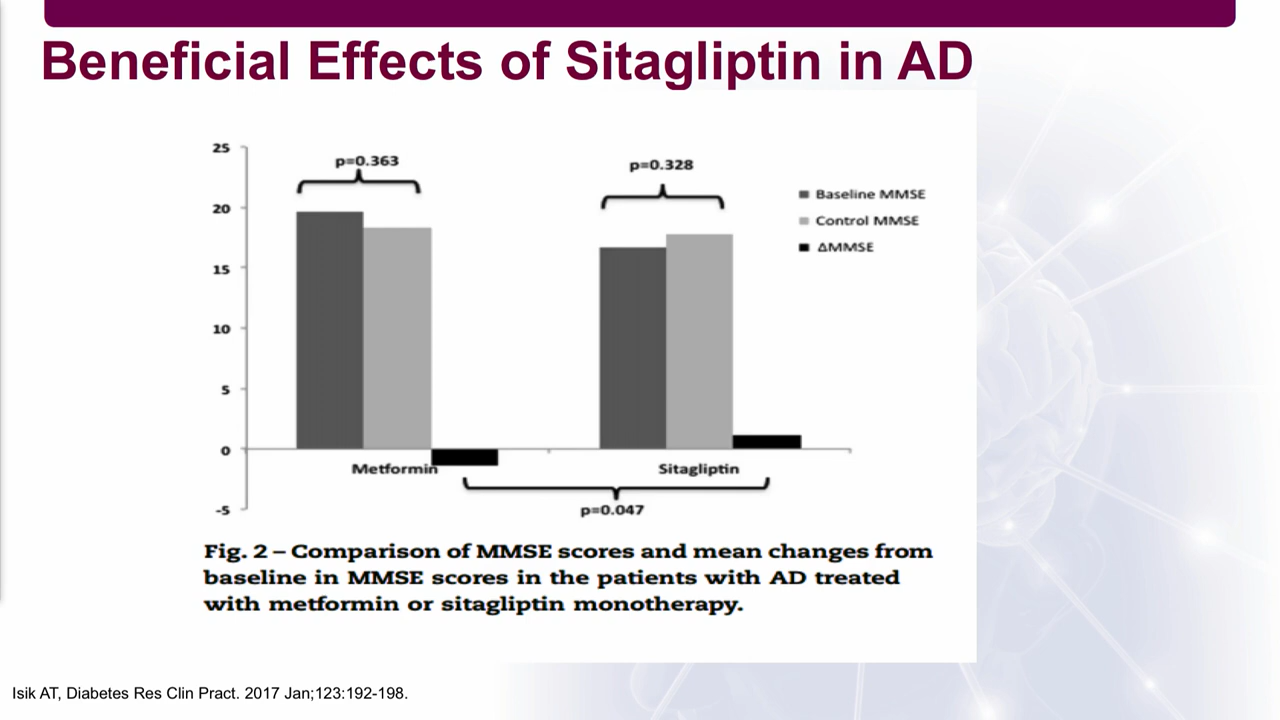 Beneficial Effects of Sitagliptin in AD
25
20
15
10
5
0
-5
p=0.363
p=0.328
Baseline MMSE
Control MMSE
ΔMMSE
Metformin
Sitagliptin
p=0.047
Fig. 2 – Comparison of MMSE scores and mean changes from
baseline in MMSE scores in the patients with AD treated
with metformin or sitagliptin monotherapy.
Isik AT, Diabetes Res Clin Pract. 2017 Jan;123:192-198.